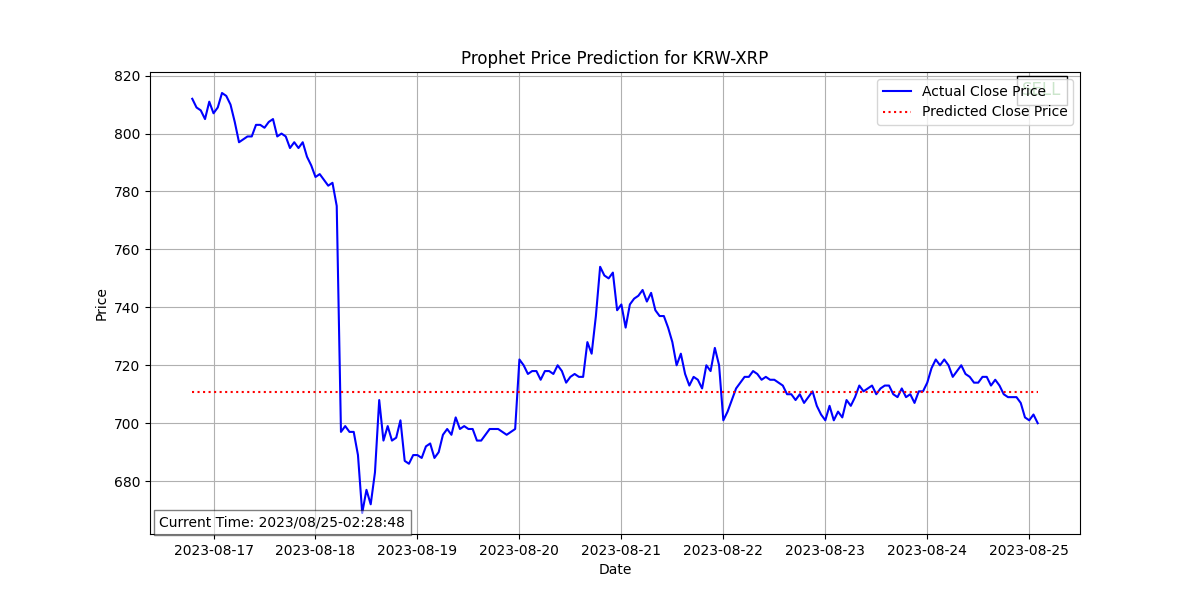 Prophet Price Prediction for KRW-XRP
SELL
Actual Close Price
Predicted Close Price
Price
820
800
780
760
740
720
700
680
Current Time: 2023/08/25-02:28:48
2023-08-17 2023-08-18 2023-08-19 2023-08-20 2023-08-21 2023-08-22 2023-08-23 2023-08-24 2023-08-25
Date